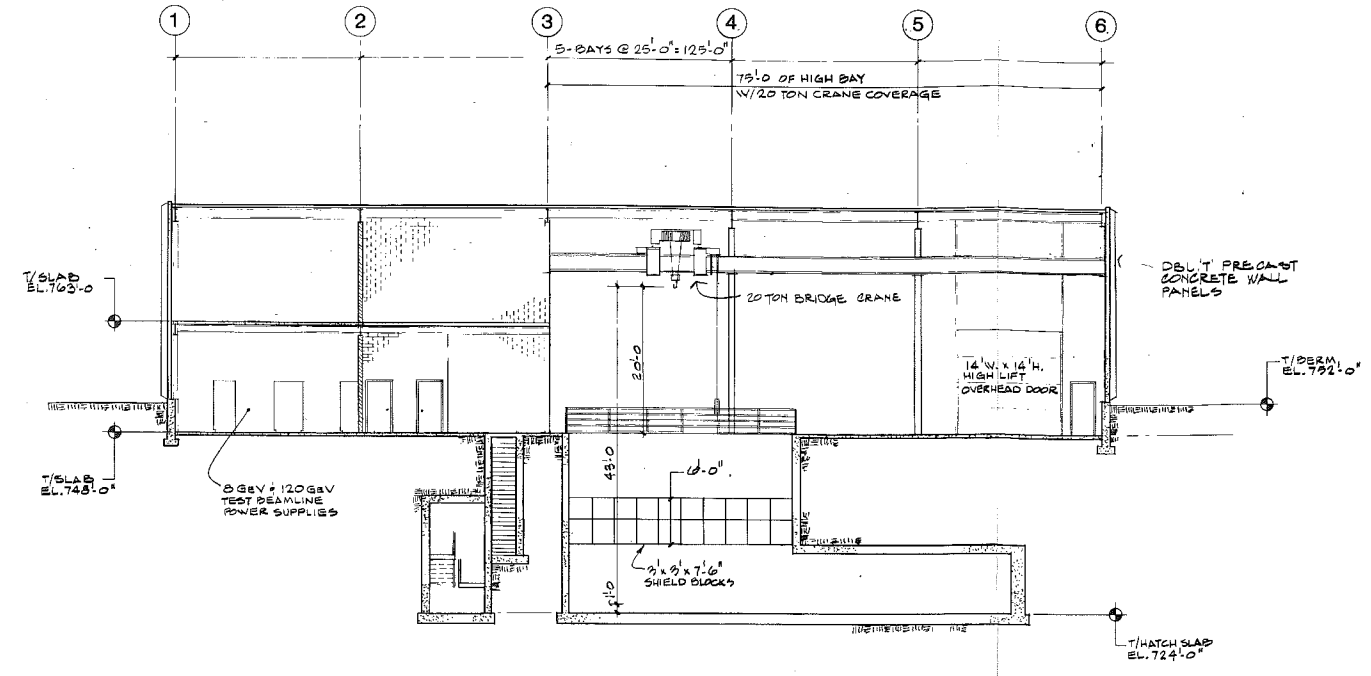 1 2 3 4 5 6
5-BAYS @ 25'-0" = 125'-0"
75'-0 OF HIGH BAY
W/20 TON CRANE COVERAGE
T/SLAB
EL. 763'-0
DBL. 'T' PRECAST
CONCRETE WALL
PANELS
20 TON BRIDGE CRANE
20'-0
14'W. x 14'H.
HIGH LIFT
OVERHEAD DOOR
T/BERM
EL. 752'-0"
T/SLAB
EL. 748'-0"
8 GeV & 120 GeV
TEST BEAMLINE
POWER SUPPLIES
43'-0
6'-0"
3' x 3' x 7'-6"
SHIELD BLOCKS
T/HATCH SLAB
EL. 724'-0"